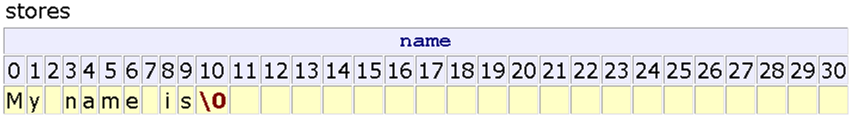 stores
name
0 1 2 3 4 5 6 7 8 9 10 11 12 13 14 15 16 17 18 19 20 21 22 23 24 25 26 27 28 29 30
M y   n a m e   i s \0